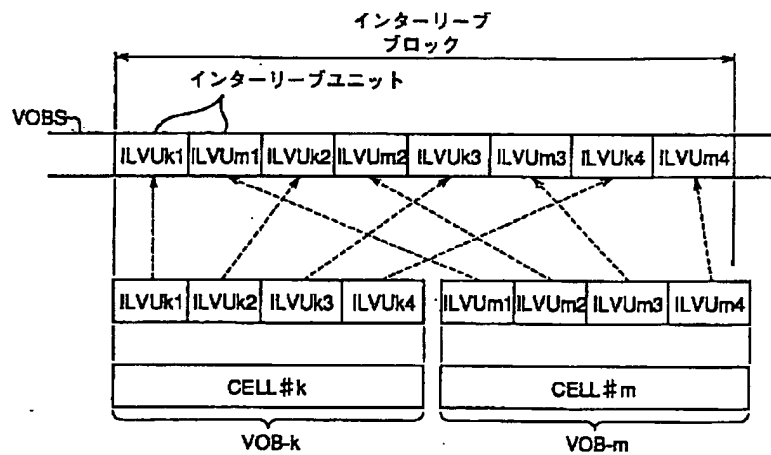 インターリーブ
ブロック
インターリーブユニット
VOBS
ILVUk1 ILVUm1 ILVUk2 ILVUm2 ILVUk3 ILVUm3 ILVUk4 ILVUm4
ILVUk1 ILVUk2 ILVUk3 ILVUk4 ILVUm1 ILVUm2 ILVUm3 ILVUm4
CELL#k CELL#m
VOB-k VOB-m